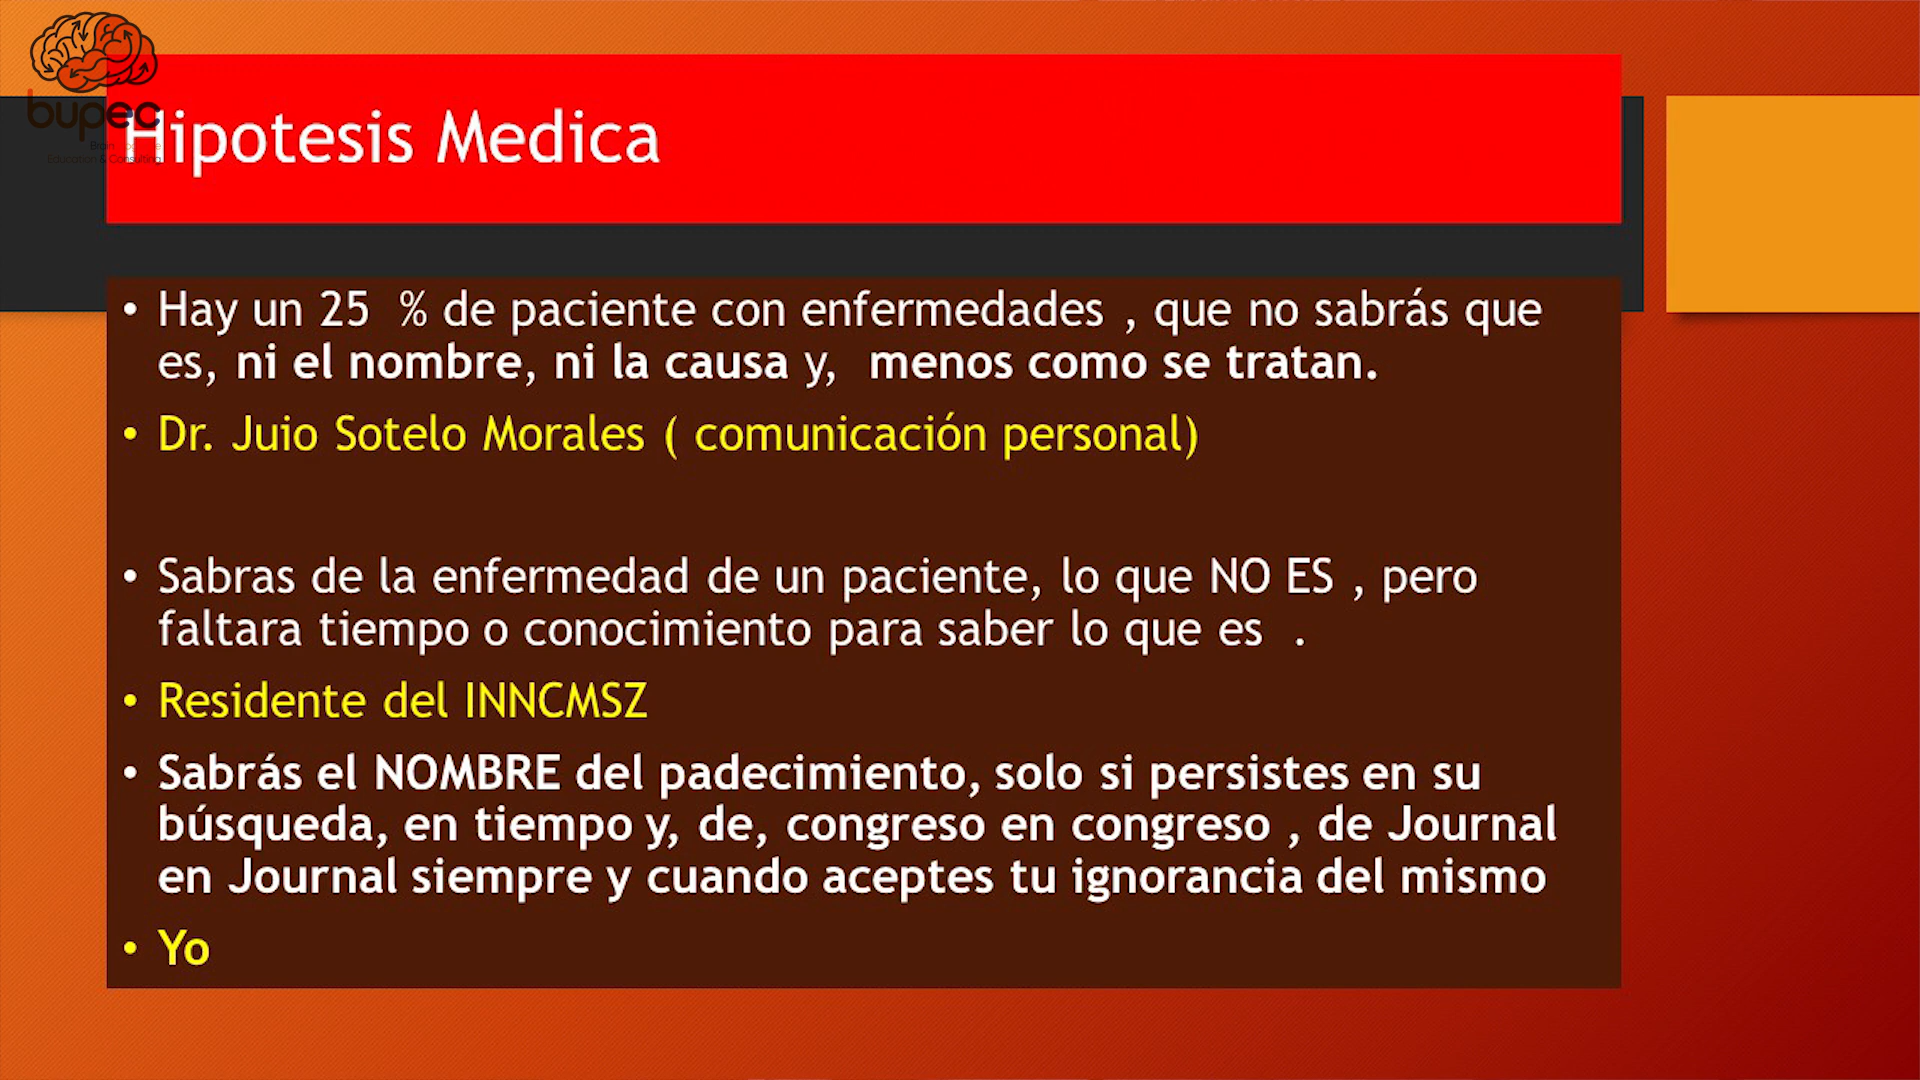 bupec
Education & Consulting
Hipotesis Medica
• Hay un 25 % de paciente con enfermedades , que no sabrás que
es, ni el nombre, ni la causa y, menos como se tratan.
• Dr. Juio Sotelo Morales ( comunicación personal)
• Sabras de la enfermedad de un paciente, lo que NO ES , pero
faltara tiempo o conocimiento para saber lo que es .
• Residente del INNCMSZ
• Sabrás el NOMBRE del padecimiento, solo si persistes en su
búsqueda, en tiempo y, de, congreso en congreso , de Journal
en Journal siempre y cuando aceptes tu ignorancia del mismo
• Yo